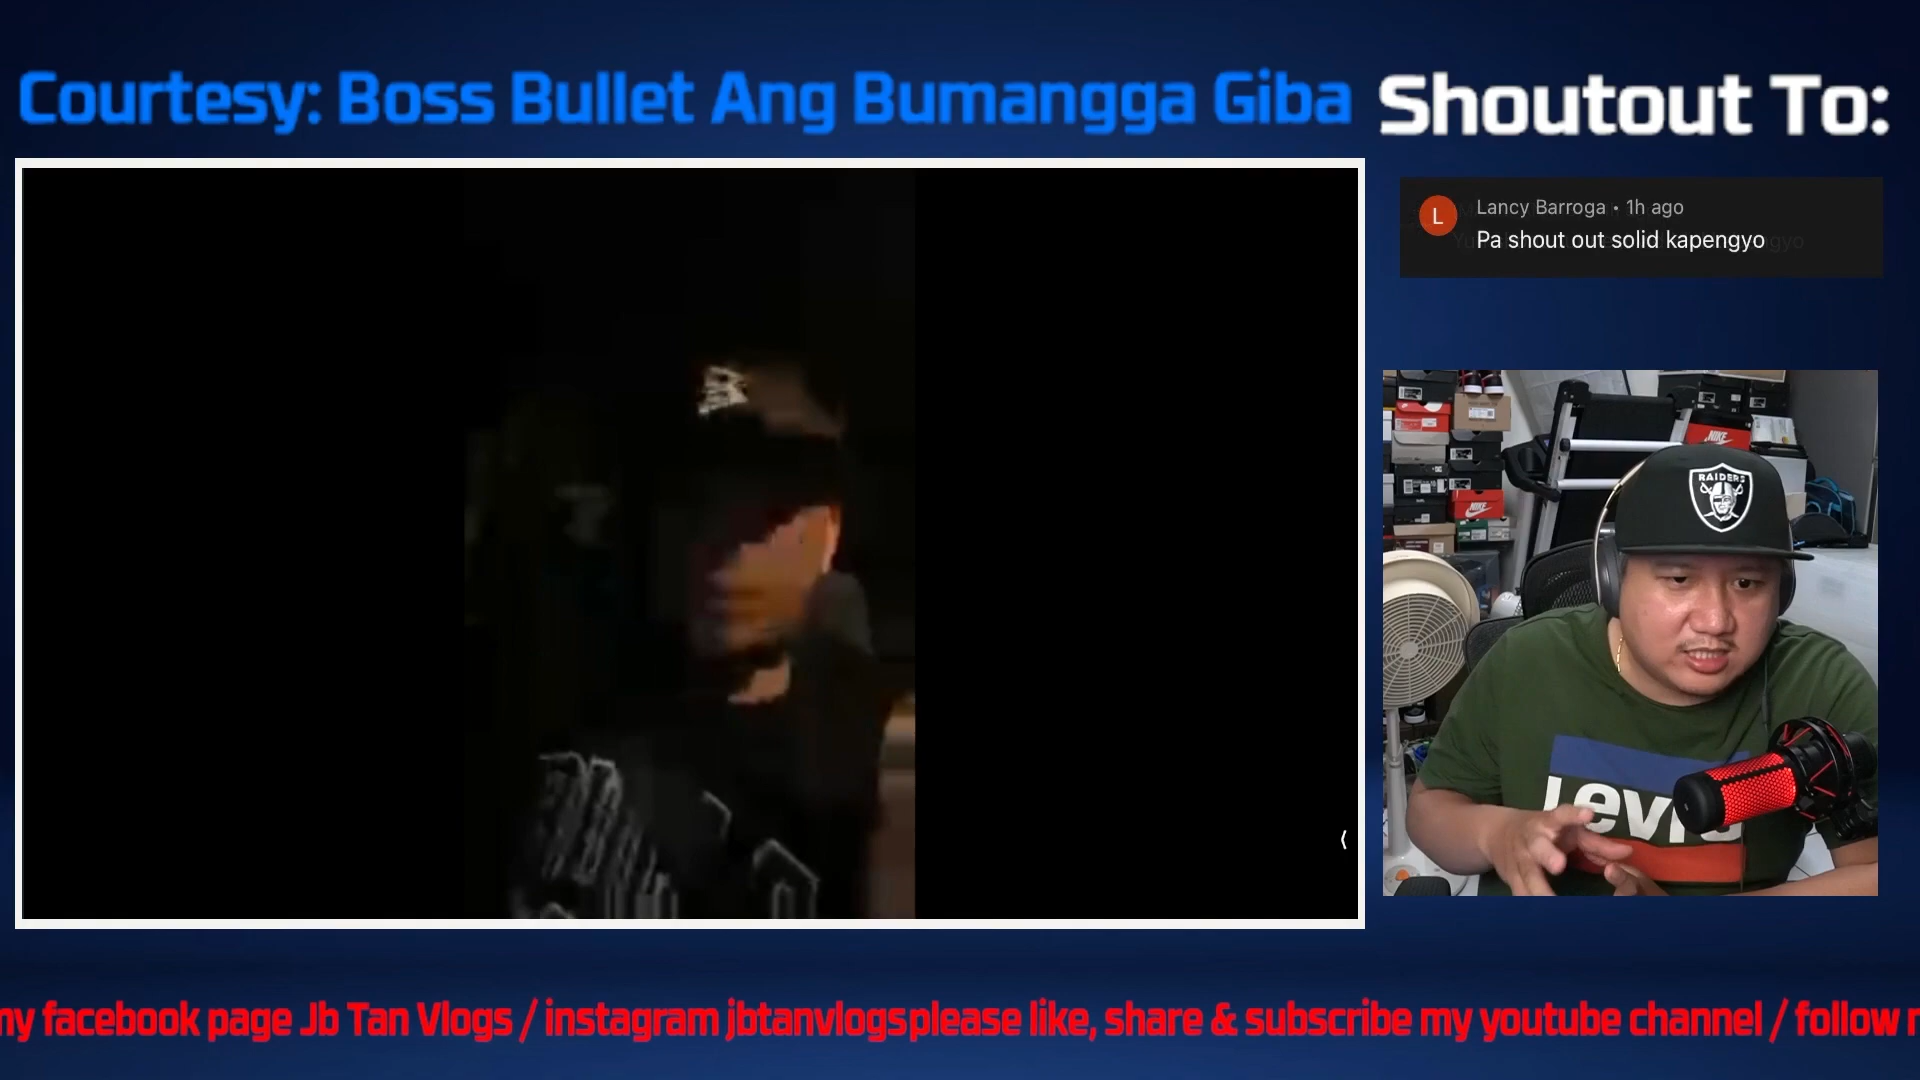 Courtesy: Boss Bullet Ang Bumangga Giba
Shoutout To:
L
Lancy Barroga • 1h ago
Pa shout out solid kapengyo
RAIDERS
NIKE
Levi's
my facebook page Jb Tan Vlogs / instagram jbtanvlogsplease like, share & subscribe my youtube channel / follow